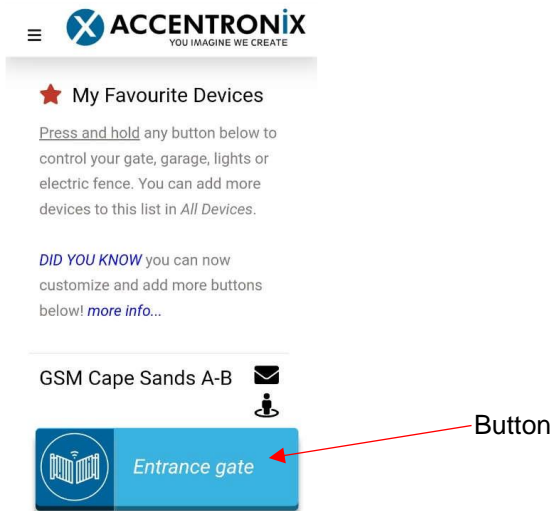 ACCENTRONIX
YOU IMAGINE WE CREATE
My Favourite Devices
Press and hold any button below to
control your gate, garage, lights or
electric fence. You can add more
devices to this list in All Devices.
DID YOU KNOW you can now
customize and add more buttons
below! more info...
GSM Cape Sands A-B
Button
Entrance gate